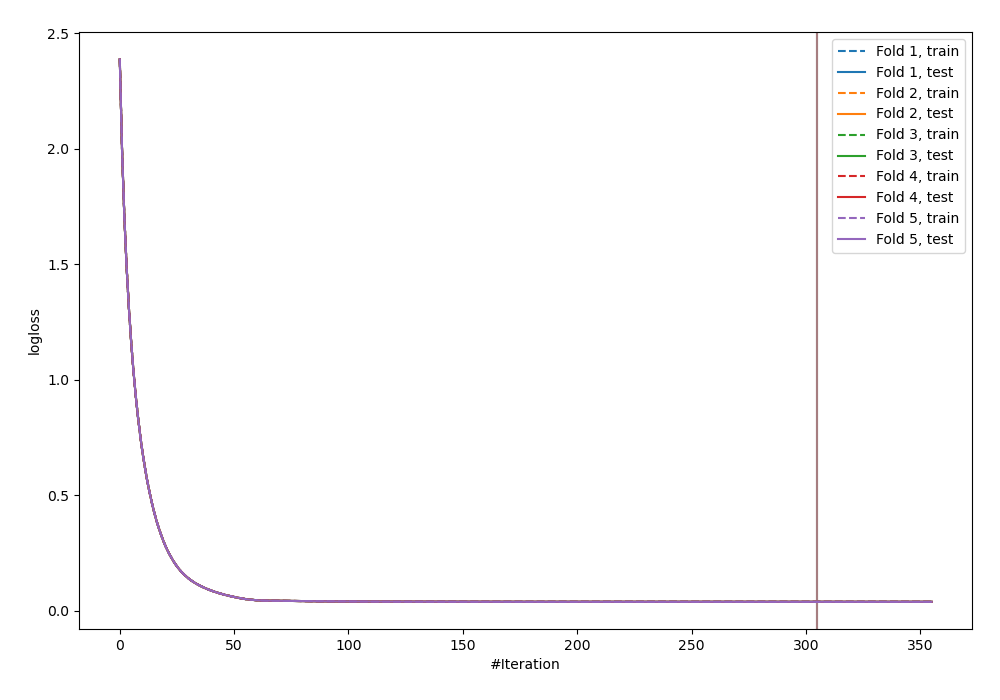 2.5
2.0
1.5
1.0
0.5
0.0
logloss
0
50
100
150
200
250
300
350
#Iteration
Fold 1, train
Fold 1, test
Fold 2, train
Fold 2, test
Fold 3, train
Fold 3, test
Fold 4, train
Fold 4, test
Fold 5, train
Fold 5, test